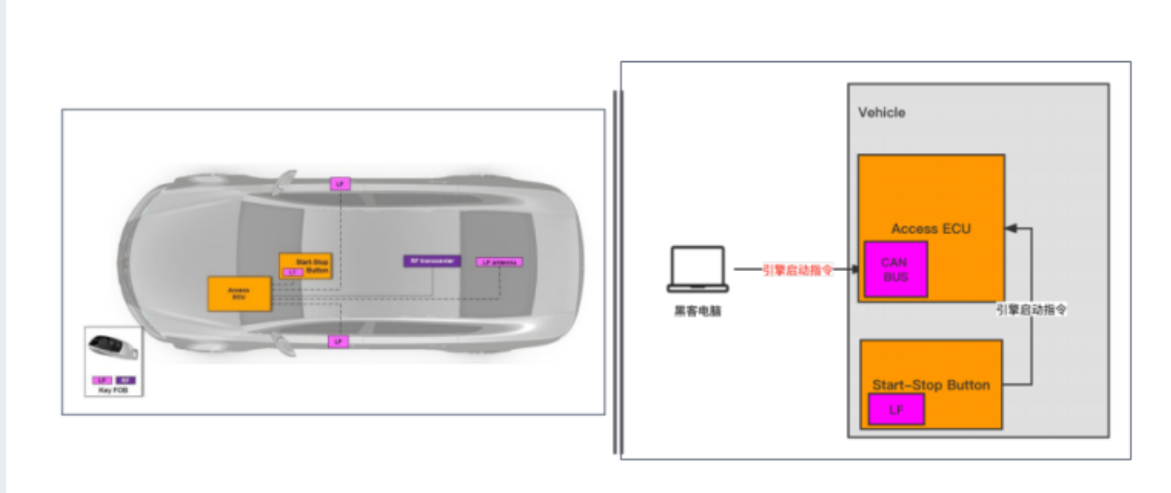 LF
Start-Stop
LF Button
RF transceiver
LF antenna
Access
ECU
LF
LF RF
Key FOB
Vehicle
Access ECU
CAN
BUS
引擎启动指令
黑客电脑
引擎启动指令
Start-Stop Button
LF